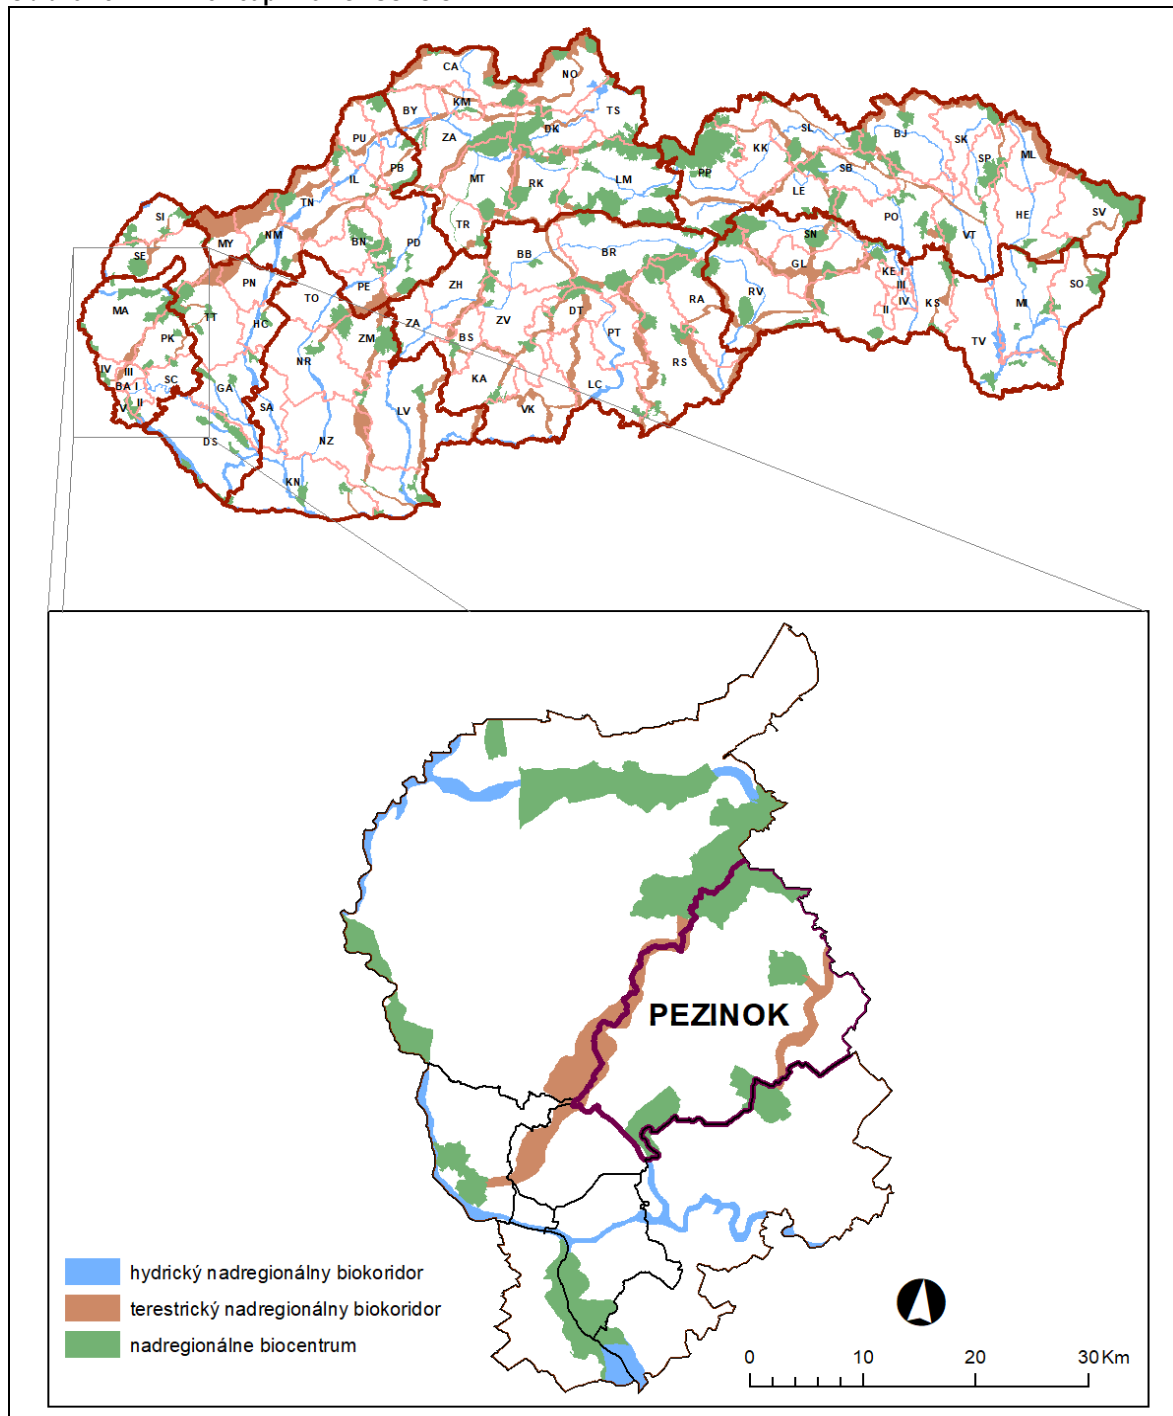 CA
NO
BY
KM
TS
PU
ZA
DK
BJ
SK
SL
KK
SP
ML
PB
IL
MT
RK
LM
PP
LE
SB
TN
SI
TR
PO
HE
SV
NM
BN
PD
MY
SE
VT
SN
BB
BR
GL
KE I
PN
PE
ZH
RV
III
SO
TO
RA
IV
KS
MI
MA
TT
HC
ZA
ZV
DT
II
PK
ZM
BS
PT
TV
NR
RS
IV
III
SC
KA
BA I
GA
LC
II
V
SA
LV
VK
DS
NZ
KN
PEZINOK
hydrický nadregionálny biokoridor
terestrický nadregionálny biokoridor
nadregionálne biocentrum
0 10 20 30 Km